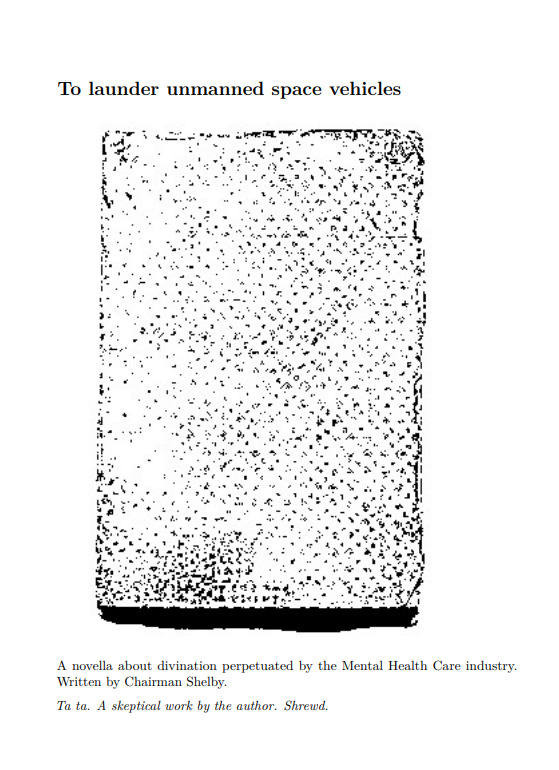 To launder unmanned space vehicles
A novella about divination perpetuated by the Mental Health Care industry.
Written by Chairman Shelby.
Ta ta. A skeptical work by the author. Shrewd.